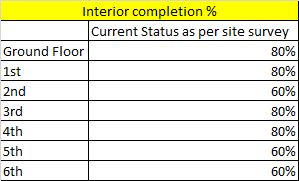 Interior completion %
Current Status as per site survey
Ground Floor 80%
1st 80%
2nd 60%
3rd 80%
4th 80%
5th 60%
6th 60%